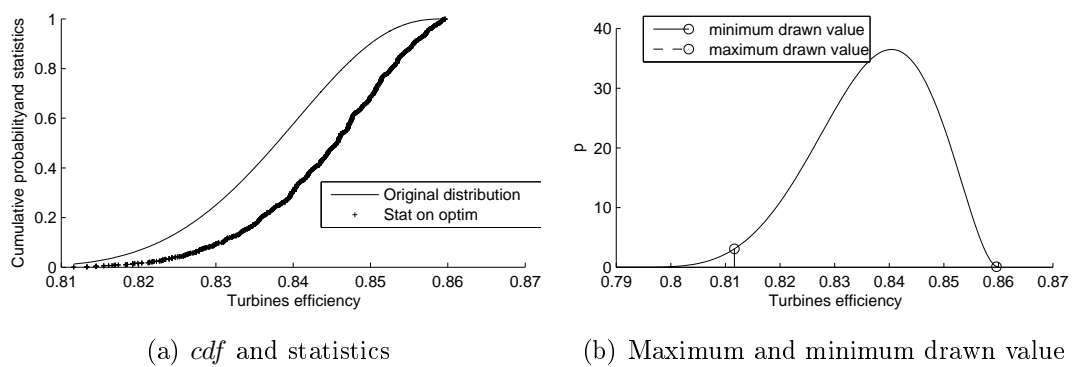 Cumulative probabilityand statistics
1
0.8
0.6
0.4
0.2
0
0.81 0.82 0.83 0.84 0.85 0.86 0.87
Turbines efficiency
Original distribution
Stat on optim
(a) cdf and statistics
p
40
30
20
10
0
0.79 0.8 0.81 0.82 0.83 0.84 0.85 0.86 0.87
Turbines efficiency
minimum drawn value
maximum drawn value
(b) Maximum and minimum drawn value